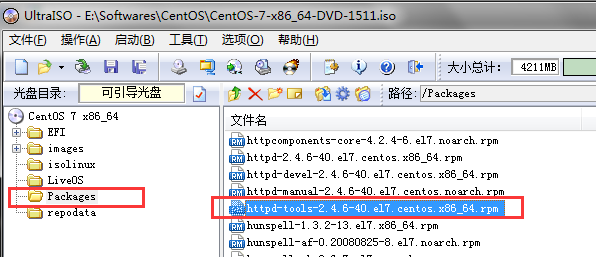 UltraISO - E:\Softwares\CentOS\CentOS-7-x86_64-DVD-1511.iso
文件(F) 操作(A) 启动(B) 工具(T) 选项(O) 帮助(H)
大小总计: 4211MB
光盘目录: 可引导光盘 路径: /Packages
CentOS 7 x86_64
EFI
images
isolinux
LiveOS
Packages
repodata
文件名
httpcomponents-core-4.2.4-6.el7.noarch.rpm
httpd-2.4.6-40.el7.centos.x86_64.rpm
httpd-devel-2.4.6-40.el7.centos.x86_64.rpm
httpd-manual-2.4.6-40.el7.centos.noarch.rpm
httpd-tools-2.4.6-40.el7.centos.x86_64.rpm
hunspell-1.3.2-13.el7.x86_64.rpm
hunspell-af-0.20080825-8.el7.noarch.rpm